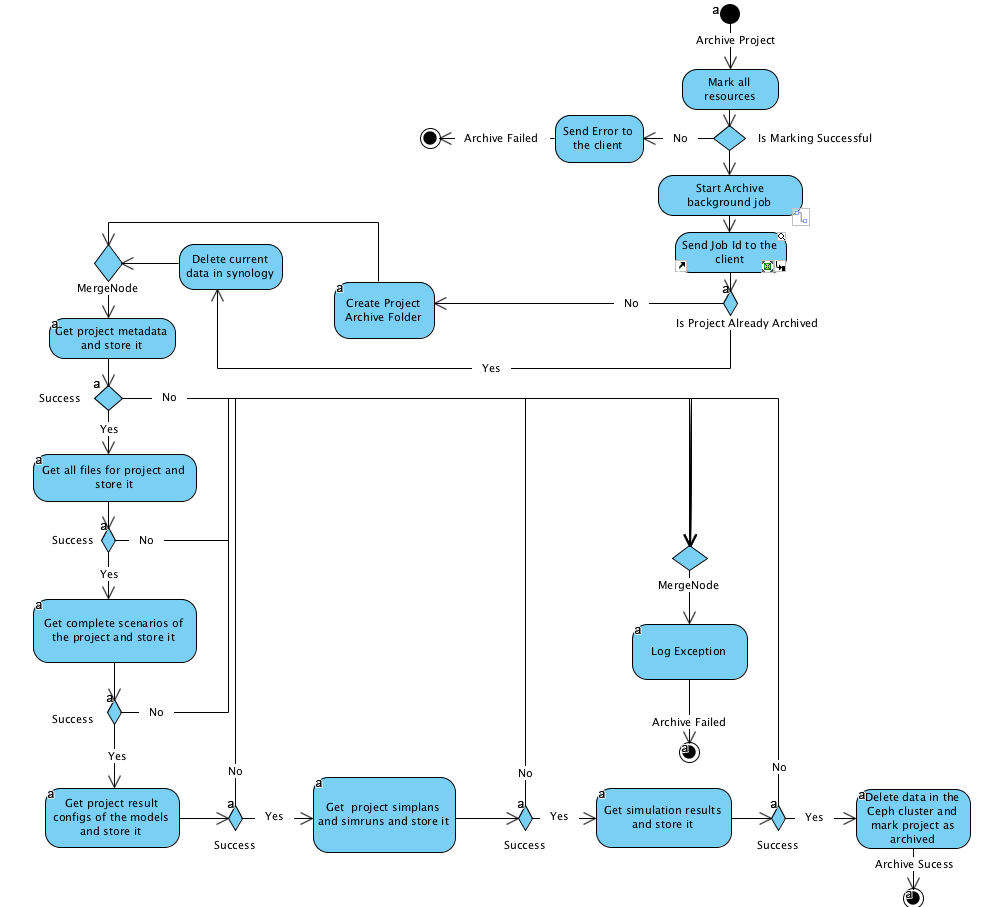 a
Archive Project
Mark all
resources
Is Marking Successful
No
Send Error to
the client
Archive Failed
Start Archive
background job
Send Job Id to the
client
a
Is Project Already Archived
No
a
Create Project
Archive Folder
Yes
Delete current
data in synology
MergeNode
a
Get project metadata
and store it
a
Success
No
Yes
a
Get all files for project and
store it
a
Success
No
Yes
a
Get complete scenarios of
the project and store it
a
Success
No
Yes
a
Get project result
configs of the models
and store it
a
No
Success
Yes
a
Get project simplans
and simruns and store it
a
No
Success
Yes
a
Get simulation results
and store it
a
No
Success
Yes
a
Delete data in the
Ceph cluster and
mark project as
archived
Archive Sucess
a
MergeNode
a
Log Exception
Archive Failed
a